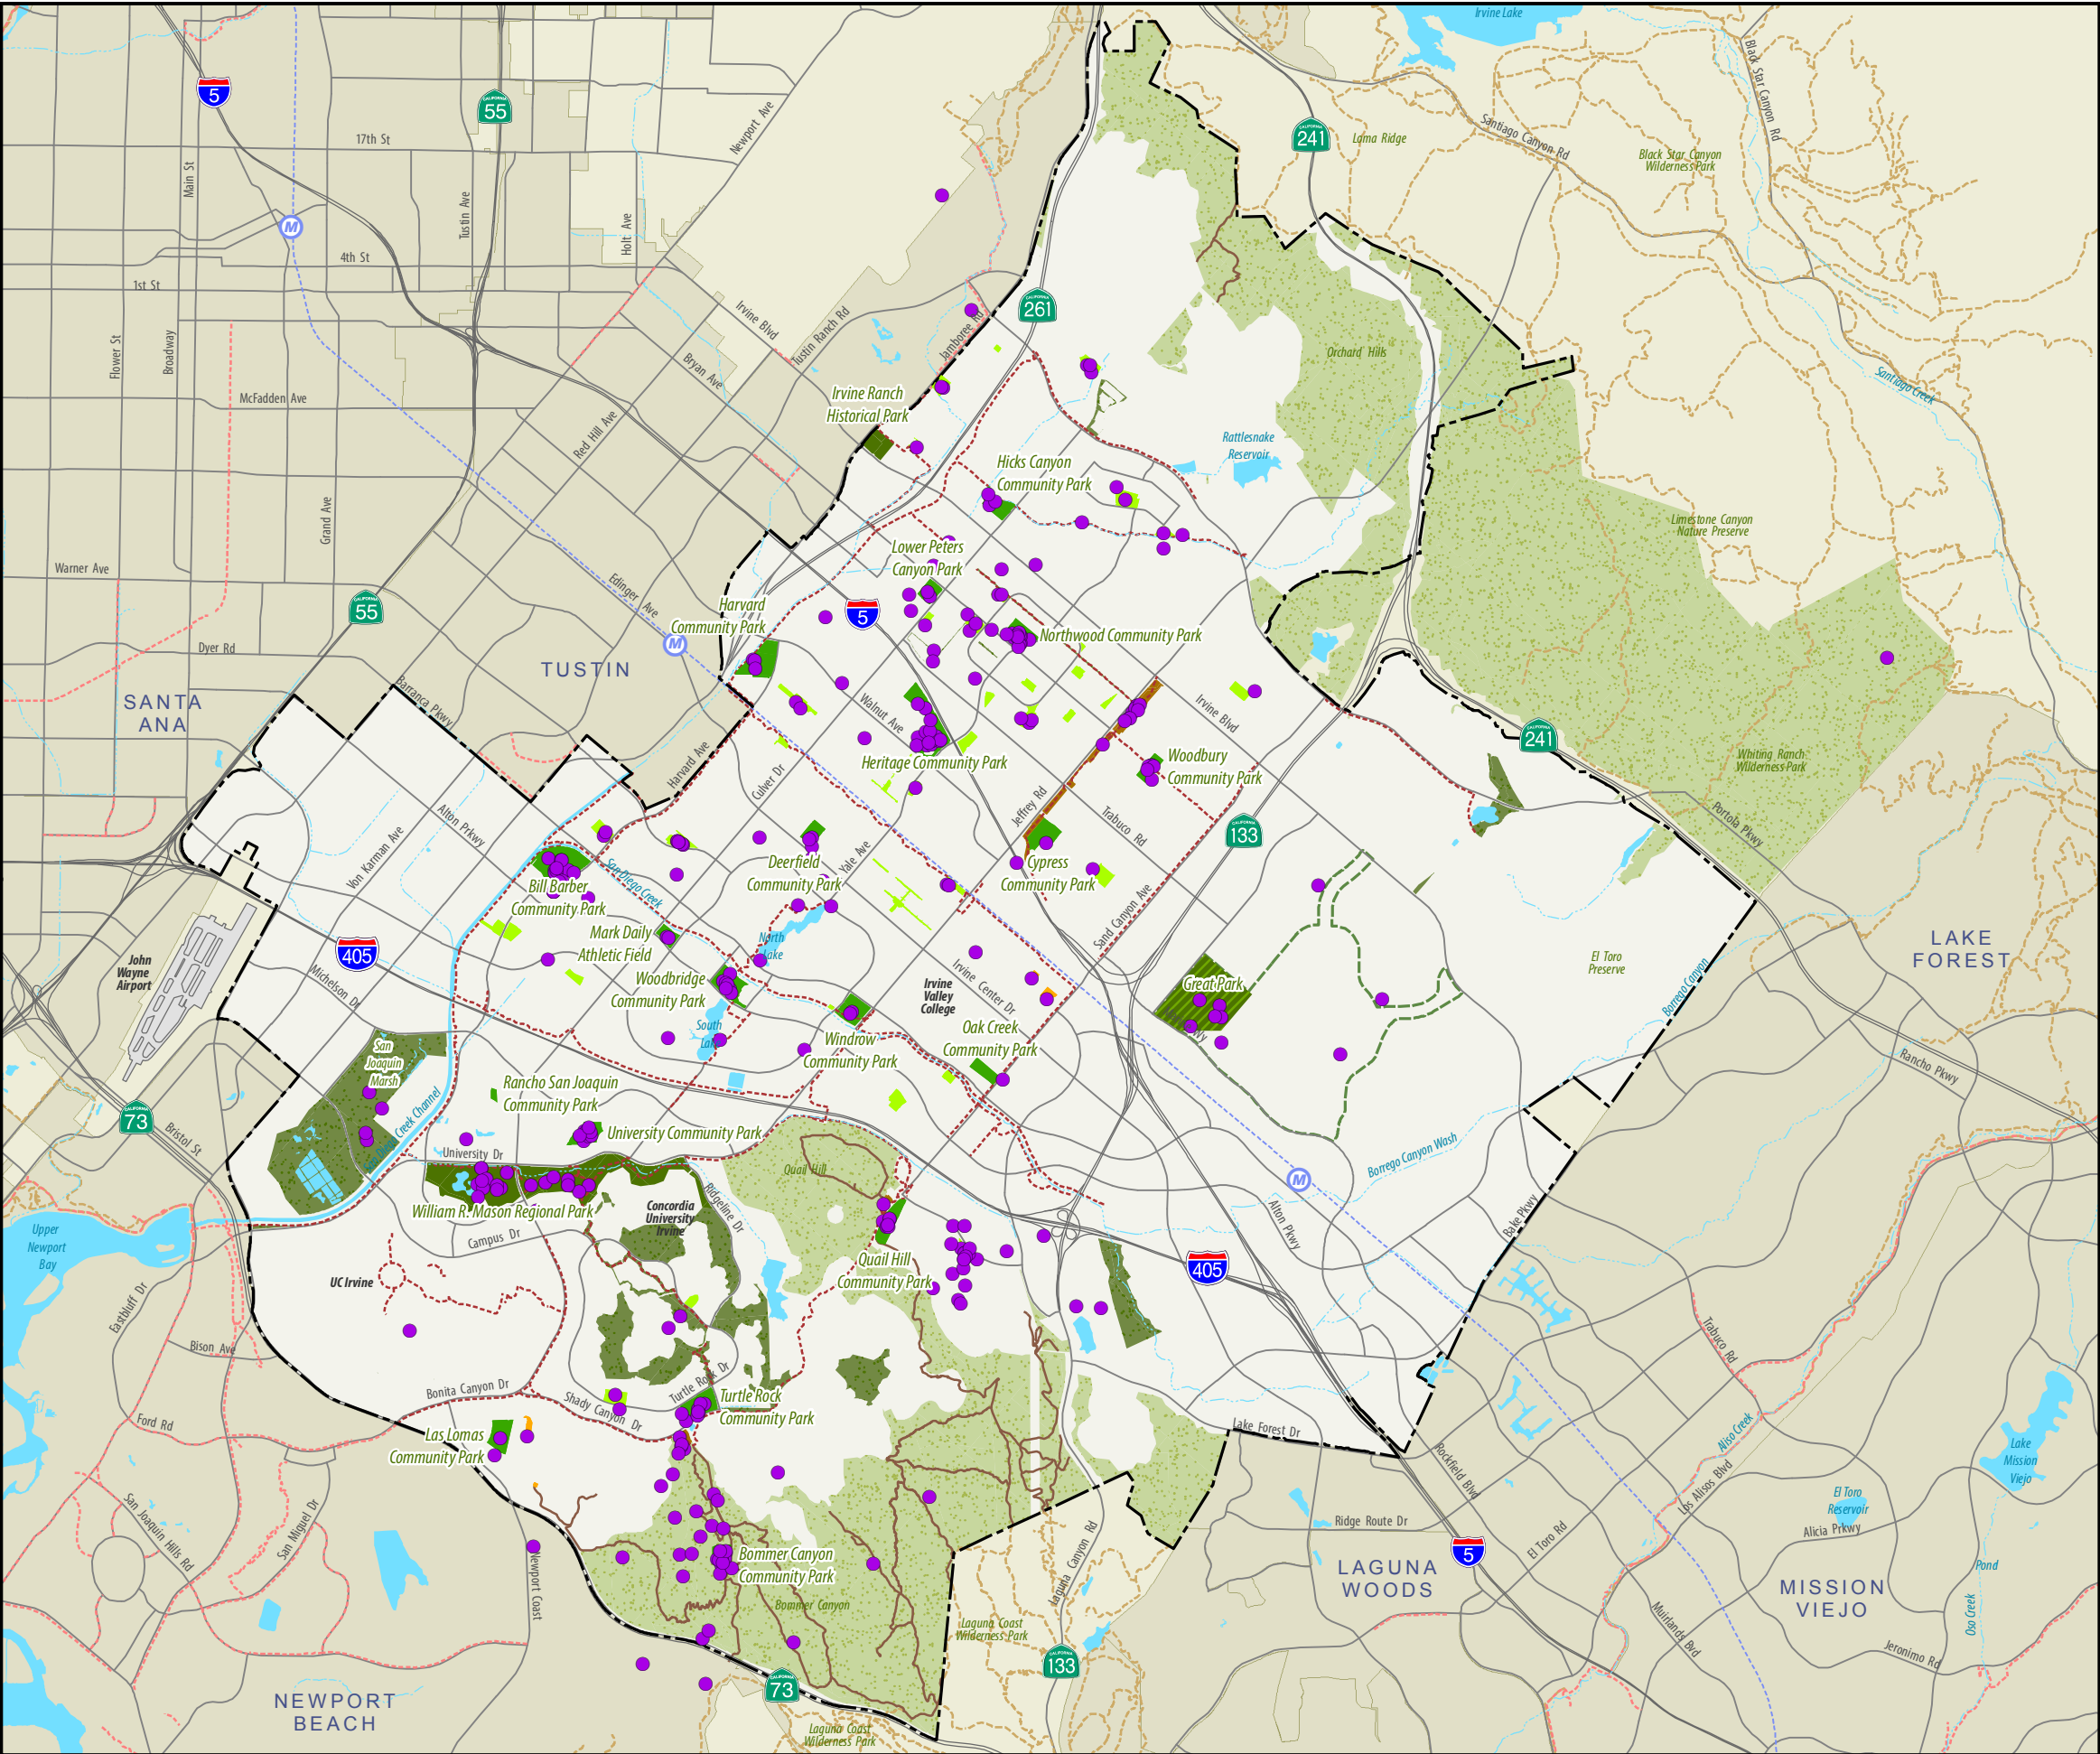 Irvine Lake
5
CALIFORNIA
55
Newport Ave
17th St
Main St
Tustin Ave
Holt Ave
M
4th St
1st St
Flower St
Broadway
CALIFORNIA
241
Lama Ridge
Santiago Canyon Rd
Black Star Canyon Rd
Black Star Canyon
Wilderness Park
CALIFORNIA
261
Irvine Blvd
Tustin Ranch Rd
Jamboree Rd
Bryan Ave
Orchard Hills
Santiago Creek
McFadden Ave
Red Hill Ave
Grand Ave
Irvine Ranch
Historical Park
Rattlesnake
Reservoir
Hicks Canyon
Community Park
Limestone Canyon
Nature Preserve
Lower Peters
Canyon Park
Warner Ave
CALIFORNIA
55
Edinger Ave
Harvard
Community Park
5
Northwood Community Park
Dyer Rd
M
TUSTIN
SANTA
ANA
Barranca Pkwy
Walnut Ave
Irvine Blvd
CALIFORNIA
241
Harvard Ave
Heritage Community Park
Woodbury
Community Park
Whiting Ranch
Wilderness Park
Culver Dr
Jeffrey Rd
Trabuco Rd
CALIFORNIA
133
Portola Pkwy
Alton Prkwy
Von Karman Ave
San Diego Creek
Deerfield
Community Park
Yale Ave
Cypress
Community Park
Bill Barber
Community Park
Mark Daily
Athletic Field
North
Lake
Sand Canyon Ave
LAKE
FOREST
405
John
Wayne
Airport
Michelson Dr
Woodbridge
Community Park
Irvine
Valley
College
Irvine Center Dr
Great Park
El Toro
Preserve
Borrego Canyon
South
Lake
Windrow
Community Park
Oak Creek
Community Park
San
Joaquin
Marsh
Rancho San Joaquin
Community Park
University Community Park
Rancho Pkwy
CALIFORNIA
73
Bristol St
University Dr
Quail Hill
Borrego Canyon Wash
M
William R. Mason Regional Park
Concordia
University
Irvine
Ridgeline Dr
Campus Dr
Upper
Newport
Bay
UC Irvine
Quail Hill
Community Park
405
Alton Pkwy
Bake Pkwy
Eastbluff Dr
Bison Ave
Trabuco Rd
Bonita Canyon Dr
Shady Canyon Dr
Turtle Rock Dr
Turtle Rock
Community Park
Ford Rd
Las Lomas
Community Park
Lake Forest Dr
Rockfield Blvd
Aliso Creek
Los Alisos Blvd
Lake
Mission
Viejo
El Toro
Reservoir
San Joaquin Hills Rd
San Miguel Dr
Newport Coast
Ridge Route Dr
El Toro Rd
Alicia Prkwy
Bommer Canyon
Community Park
Bommer Canyon
Laguna Canyon Rd
LAGUNA
WOODS
5
MISSION
VIEJO
Pond
Oso Creek
Laguna Coast
Wilderness Park
Muirlands Blvd
Jeronimo Rd
CALIFORNIA
133
CALIFORNIA
73
NEWPORT
BEACH
Laguna Coast
Wilderness Park